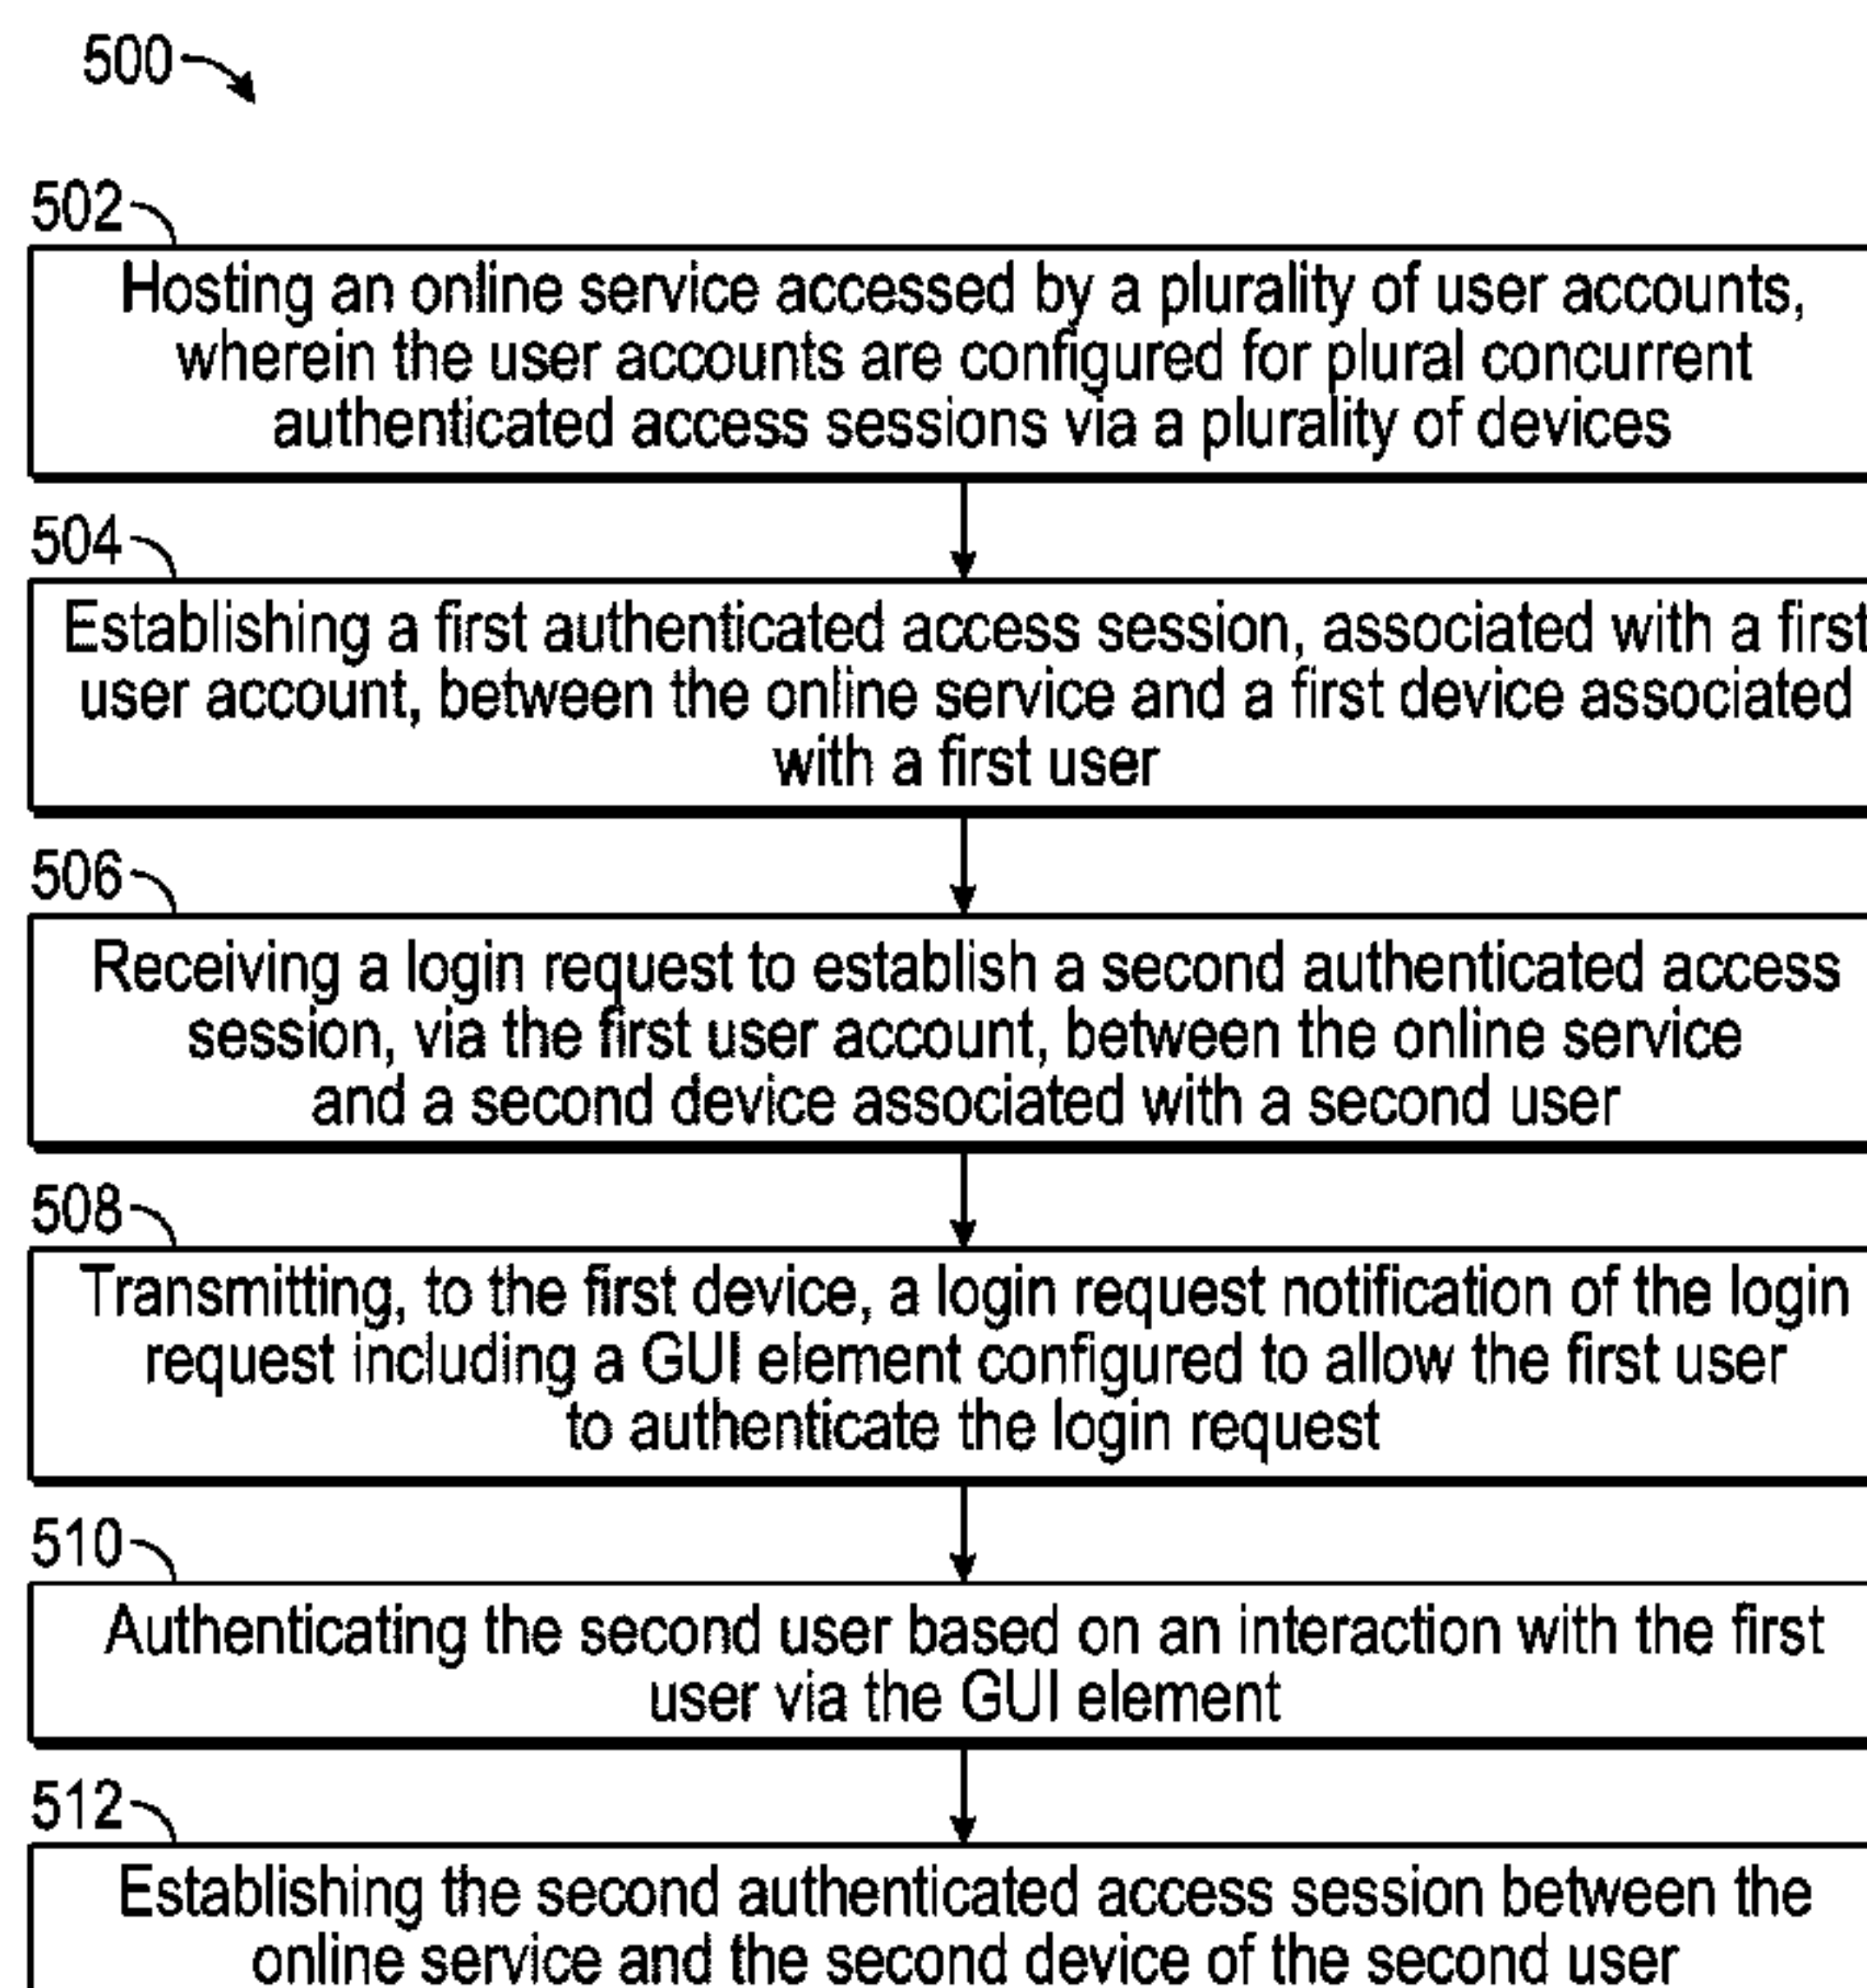 500
502
Hosting an online service accessed by a plurality of user accounts,
wherein the user accounts are configured for plural concurrent
authenticated access sessions via a plurality of devices
504
Establishing a first authenticated access session, associated with a first
user account, between the online service and a first device associated
with a first user
506
Receiving a login request to establish a second authenticated access
session, via the first user account, between the online service
and a second device associated with a second user
508
Transmitting, to the first device, a login request notification of the login
request including a GUI element configured to allow the first user
to authenticate the login request
510
Authenticating the second user based on an interaction with the first
user via the GUI element
512
Establishing the second authenticated access session between the
online service and the second device of the second user